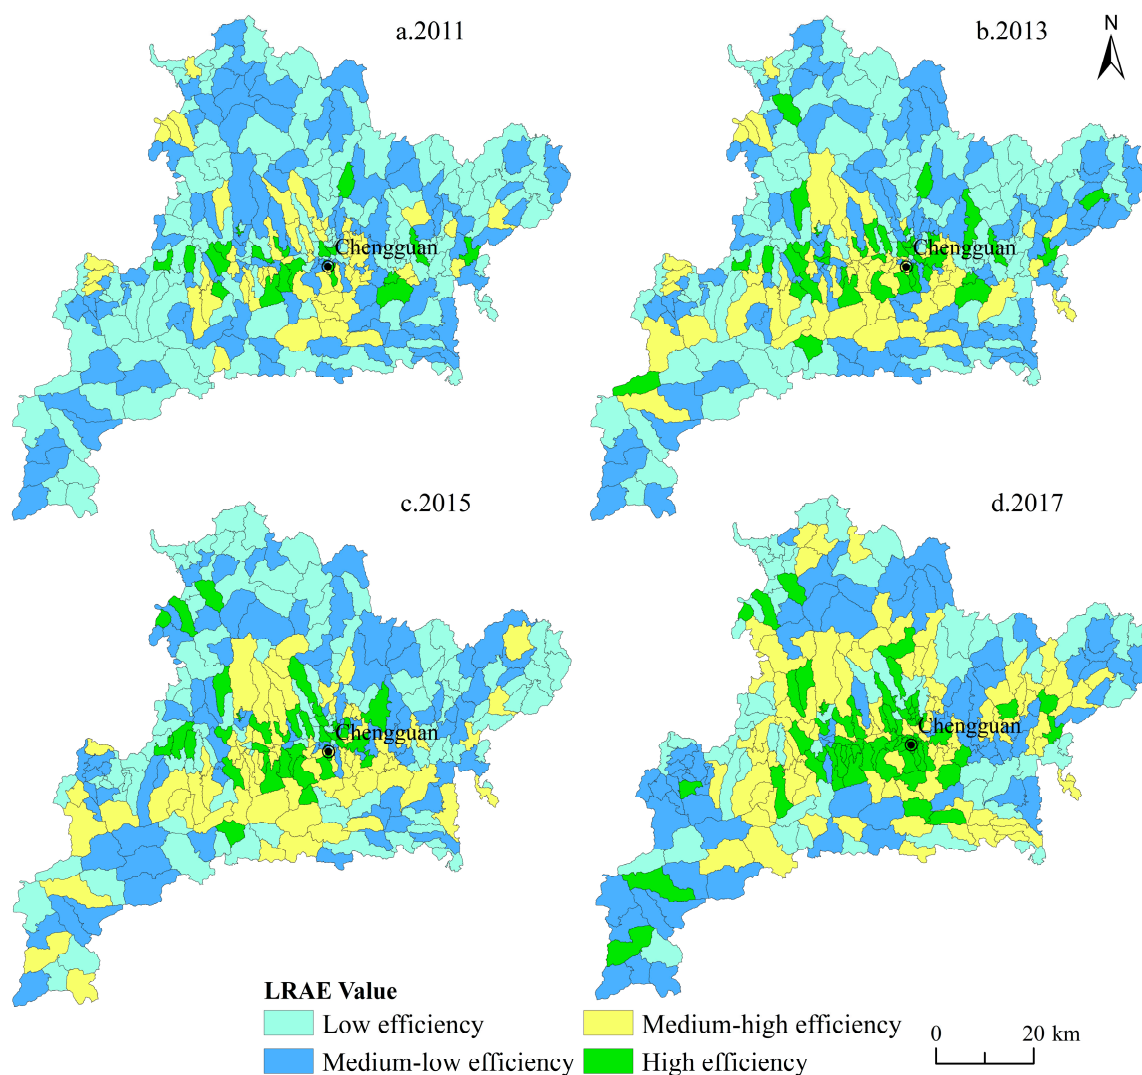 a.2011
b.2013
N
Chengguan
Chengguan
c.2015
d.2017
Chengguan
Chengguan
LRAE Value
Low efficiency
Medium-high efficiency
Medium-low efficiency
High efficiency
0
20 km